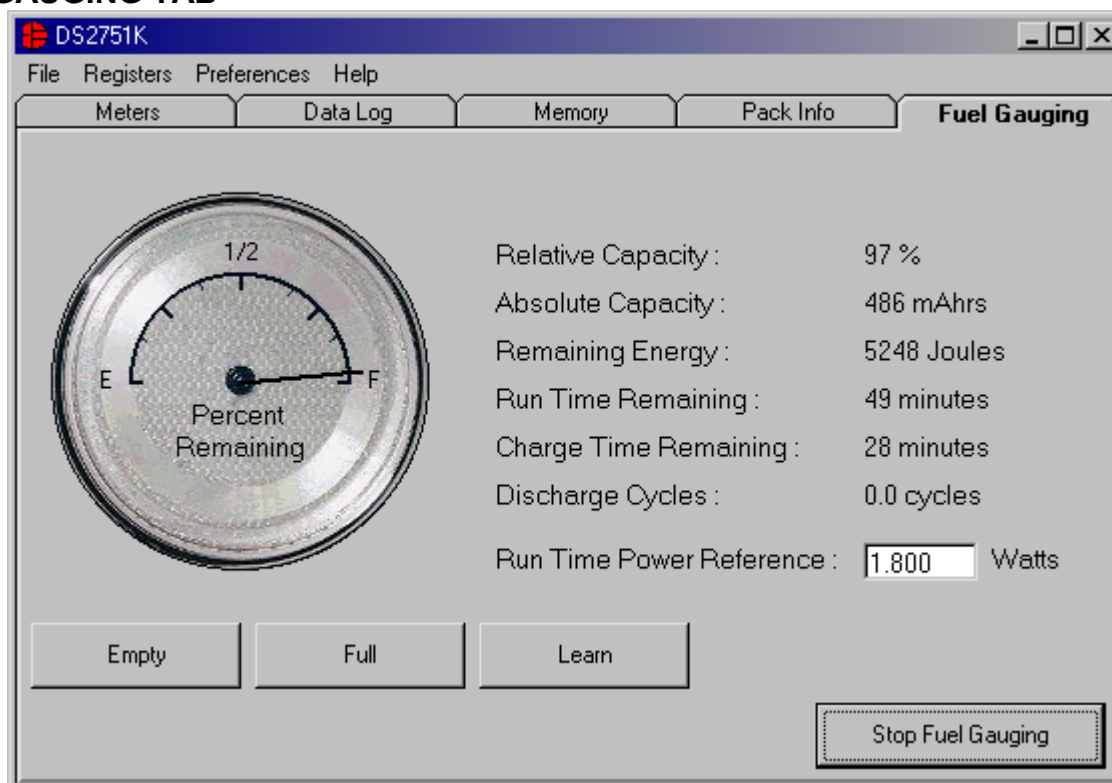 GAUGING TAB
DS2751K
File Registers Preferences Help
Meters Data Log Memory Pack Info Fuel Gauging
1/2
E F
Percent
Remaining
Relative Capacity : 97 %
Absolute Capacity : 486 mAhrs
Remaining Energy : 5248 Joules
Run Time Remaining : 49 minutes
Charge Time Remaining : 28 minutes
Discharge Cycles : 0.0 cycles
Run Time Power Reference : 1.800 Watts
Empty Full Learn
Stop Fuel Gauging